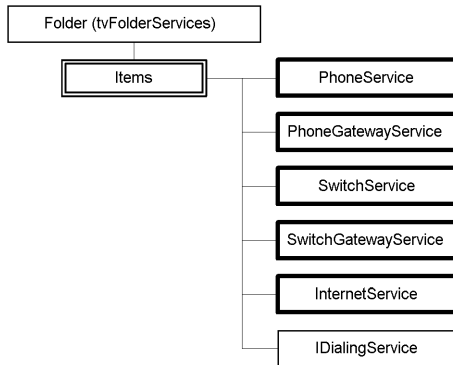 Folder (tvFolderServices)
Items
PhoneService
PhoneGatewayService
SwitchService
SwitchGatewayService
InternetService
IDialingService